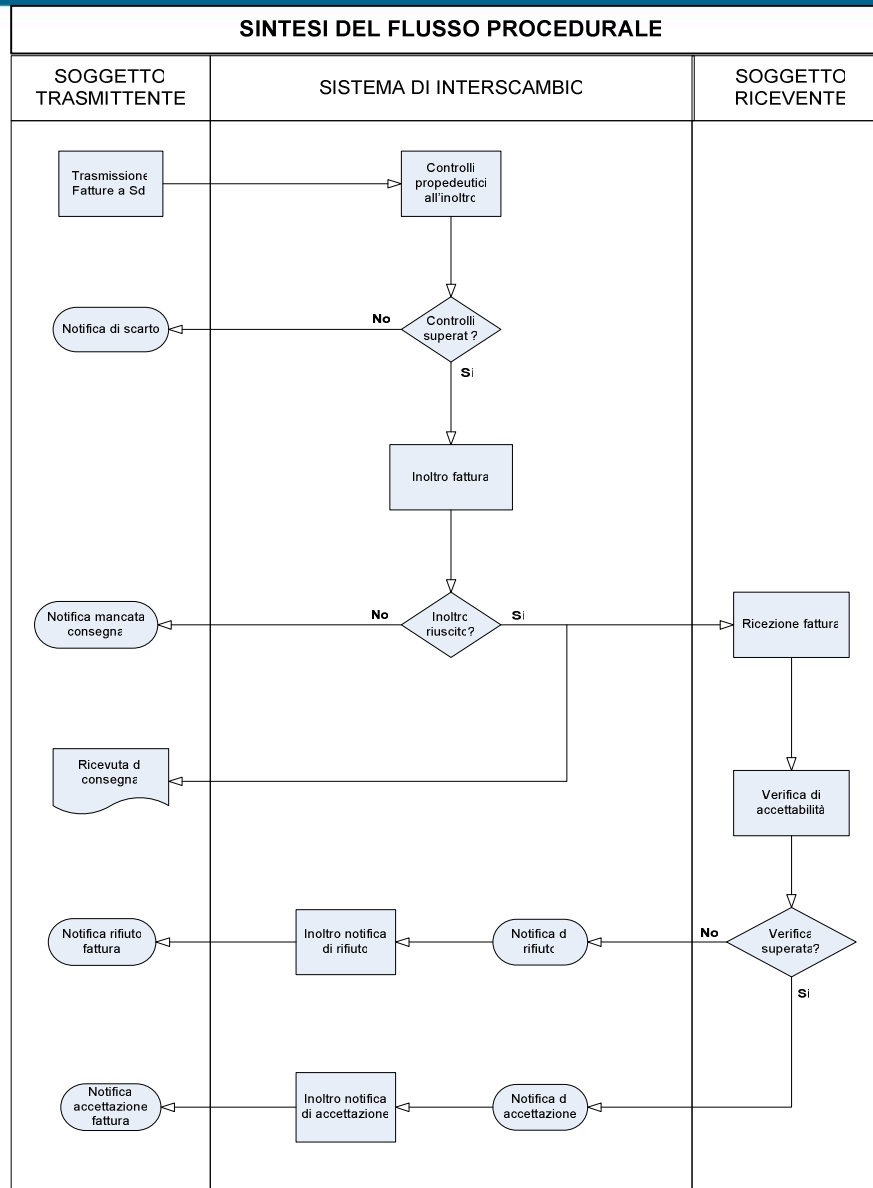 SINTESI DEL FLUSSO PROCEDURALE
SOGGETTO
TRASMITTENTE
SISTEMA DI INTERSCAMBIO
SOGGETTO
RICEVENTE
Trasmissione
Fatture a Sd
Controlli
propedeutici
all'inoltro
Notifica di scarto
No
Controlli
superat ?
Si
Inoltro fattura
Notifica mancata
consegna
No
Inoltro
riuscito?
Si
Ricezione fattura
Ricevuta d
consegna
Verifica di
accettabilità
Notifica rifiuto
fattura
Inoltro notifica
di rifiuto
Notifica d
rifiuto
No
Verifica
superata?
Si
Notifica
accettazione
fattura
Inoltro notifica
di accettazione
Notifica d
accettazione